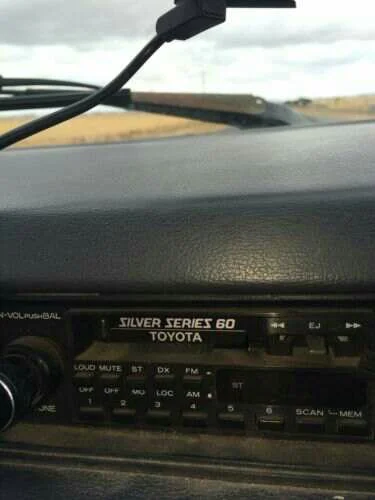 N-VOL PUSH BAL
SILVER SERIES 60
TOYOTA
EJ
LOUD MUTE ST DX FM
OFF OFF MO LOC AM
1 2 3 4
ST
5 6 SCAN MEM
UNE